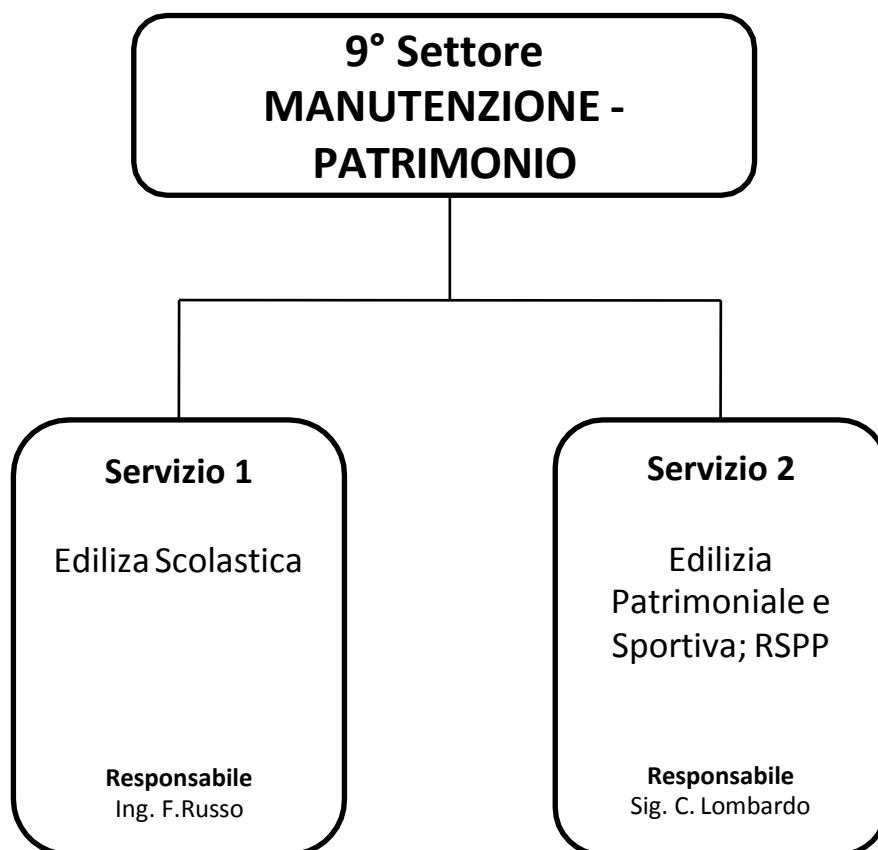 9° Settore
MANUTENZIONE -
PATRIMONIO
Servizio 1
Ediliza Scolastica
Responsabile
Ing. F.Russo
Servizio 2
Edilizia
Patrimoniale e
Sportiva; RSPP
Responsabile
Sig. C. Lombardo